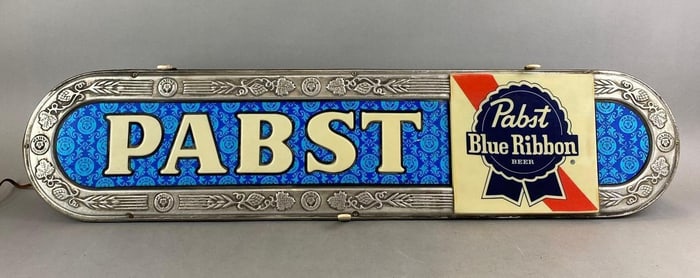 PABST
Pabst
Blue Ribbon
BEER
®